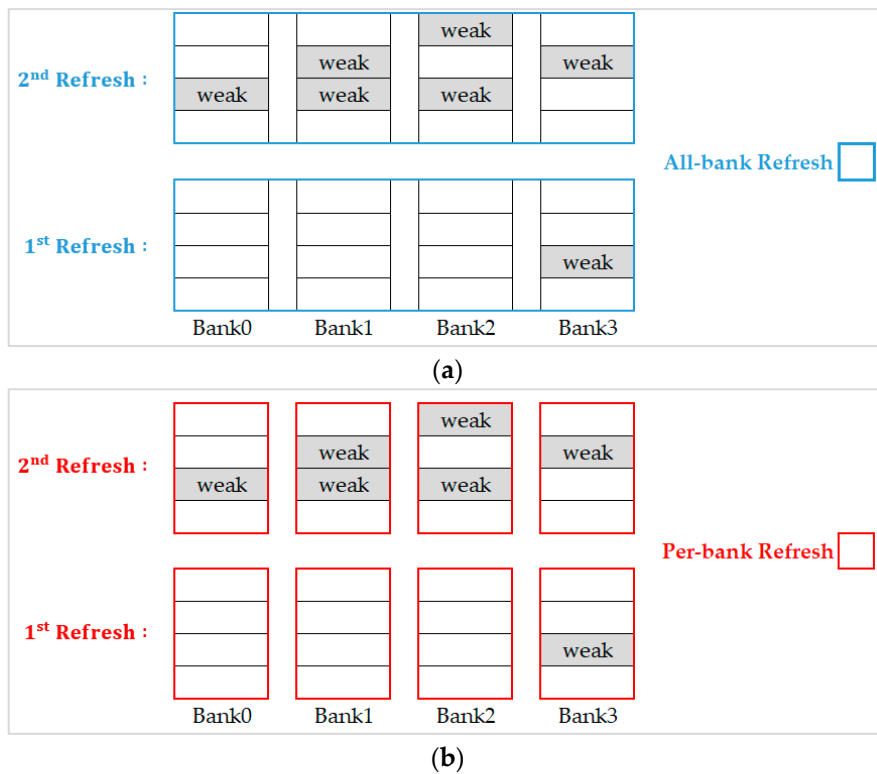 weak
2nd Refresh :
weak
weak
weak
weak
weak
All-bank Refresh
1st Refresh :
weak
Bank0 Bank1 Bank2 Bank3
(a)
weak
2nd Refresh :
weak
weak
weak
weak
weak
Per-bank Refresh
1st Refresh :
weak
Bank0 Bank1 Bank2 Bank3
(b)